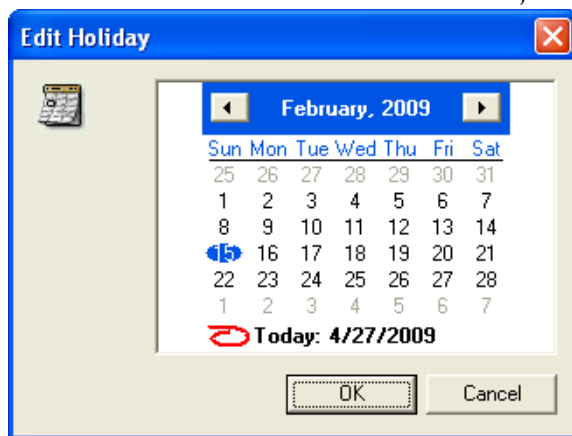 Edit Holiday
February, 2009
Sun Mon Tue Wed Thu Fri Sat
25 26 27 28 29 30 31
1 2 3 4 5 6 7
8 9 10 11 12 13 14
15 16 17 18 19 20 21
22 23 24 25 26 27 28
1 2 3 4 5 6 7
Today: 4/27/2009
OK Cancel